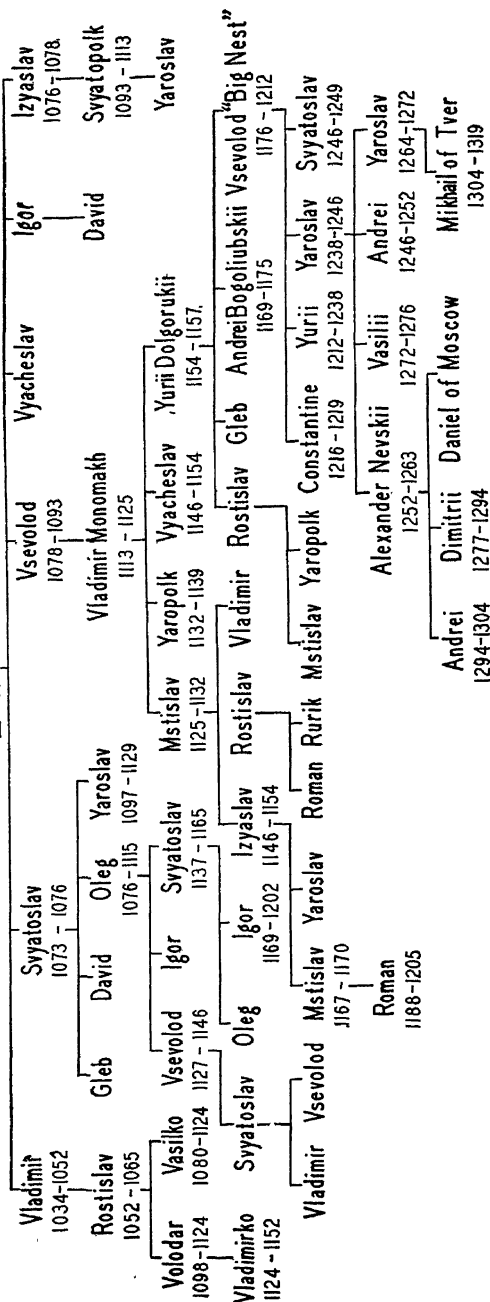 Vladimir Svyatoslav Vsevolod Vyacheslav Igor Izyaslav
1034-1052 1073-1076 1078-1093 1076-1078.
Rostislav Gleb David Oleg Yaroslav Vladimir Monomakh David Svyatopolk
1052-1065 1076-1115 1097-1129 1113-1125 1093-1113
Volodar Vasilko Vsevolod Igor Svyatoslav Mstislav Yaropolk Vyacheslav Yurii Dolgorukii Yaroslav
1098-1124 1080-1124 1127-1146 1137-1165 1125-1132 1132-1139 1146-1154 1154-1157.
Vladimirko Svyatoslav Oleg Igor Izyaslav Rostislav Vladimir Rostislav Gleb Andrei Bogoliubskii Vsevolod "Big Nest"
1124-1152 1169-1202 1146-1154 1169-1175 1176-1212
Vladimir Vsevolod Mstislav Yaroslav Roman Rurik Mstislav Yaropolk Constantine Yurii Yaroslav Svyatoslav
1167-1170 1216-1219 1212-1238 1238-1246 1246-1249
Roman Alexander Nevskii Vasilii Andrei Yaroslav
1188-1205 1252-1263 1272-1276 1246-1252 1264-1272
Andrei Dimitrii Daniel of Moscow Mikhail of Tver
1294-1304 1277-1294 1304-1319